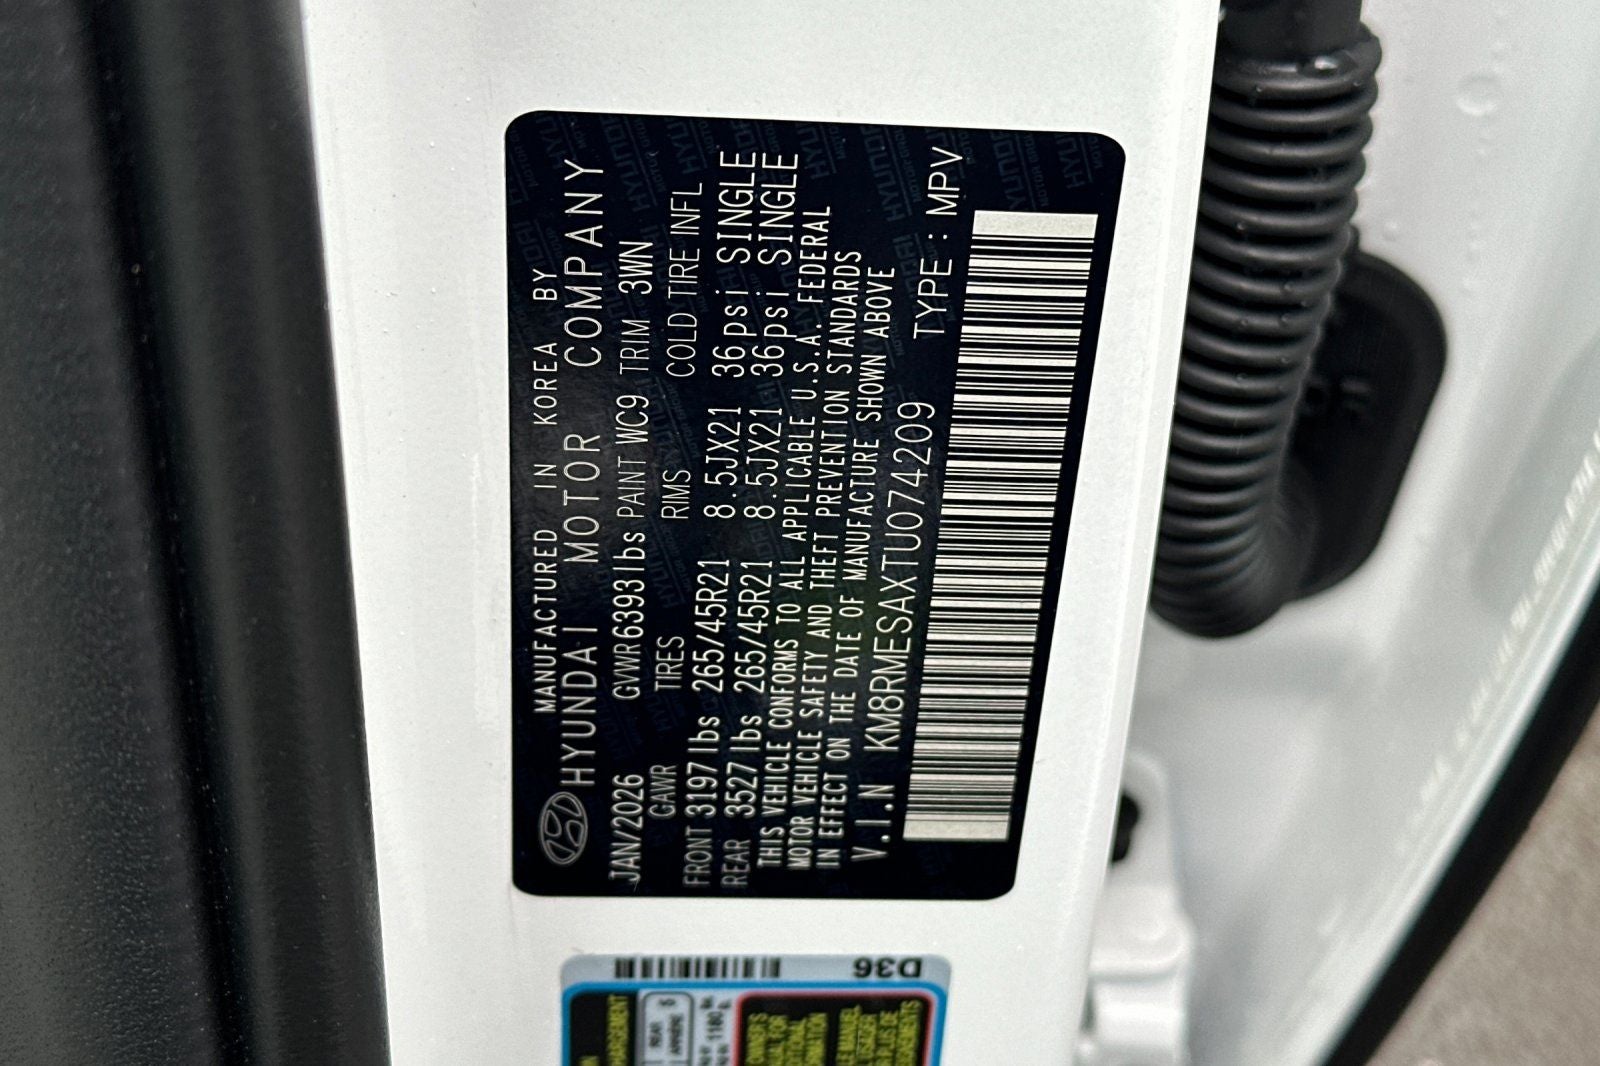 MANUFACTURED IN KOREA BY
HYUNDAI MOTOR COMPANY
JAN/2026 GVWR 6393lbs PAINT WC9 TRIM 3WN
GAWR TIRES RIMS COLD TIRE INFL
FRONT 3197lbs 265/45R21 8.5JX21 36psi SINGLE
REAR 3527lbs 265/45R21 8.5JX21 36psi SINGLE
THIS VEHICLE CONFORMS TO ALL APPLICABLE U.S.A. FEDERAL
MOTOR VEHICLE SAFETY AND THEFT PREVENTION STANDARDS
IN EFFECT ON THE DATE OF MANUFACTURE SHOWN ABOVE
V.I.N KM8RMESAXTU074209 TYPE : MPV
D36